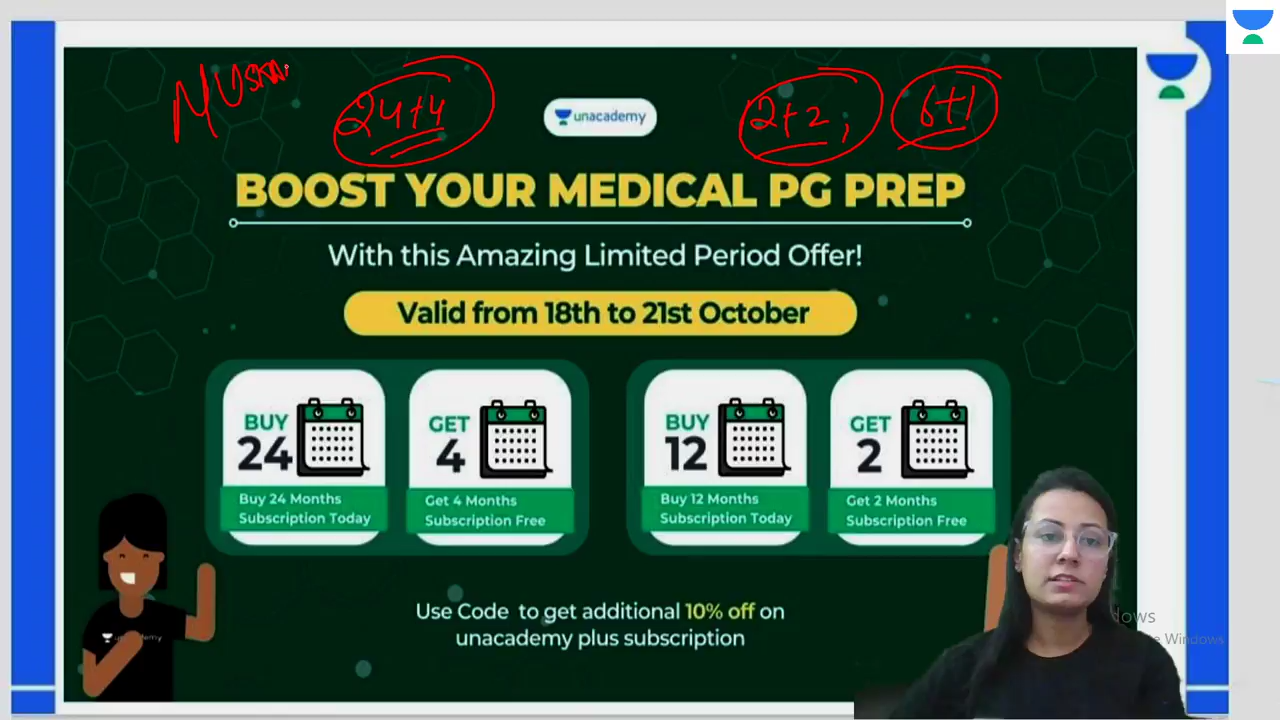 24+4
2+2,
6+1
unacademy
BOOST YOUR MEDICAL PG PREP
With this Amazing Limited Period Offer!
Valid from 18th to 21st October
BUY
24
GET
4
BUY
12
GET
2
Buy 24 Months
Subscription Today
Get 4 Months
Subscription Free
Buy 12 Months
Subscription Today
Get 2 Months
Subscription Free
Use Code to get additional 10% off on
unacademy plus subscription
Windows